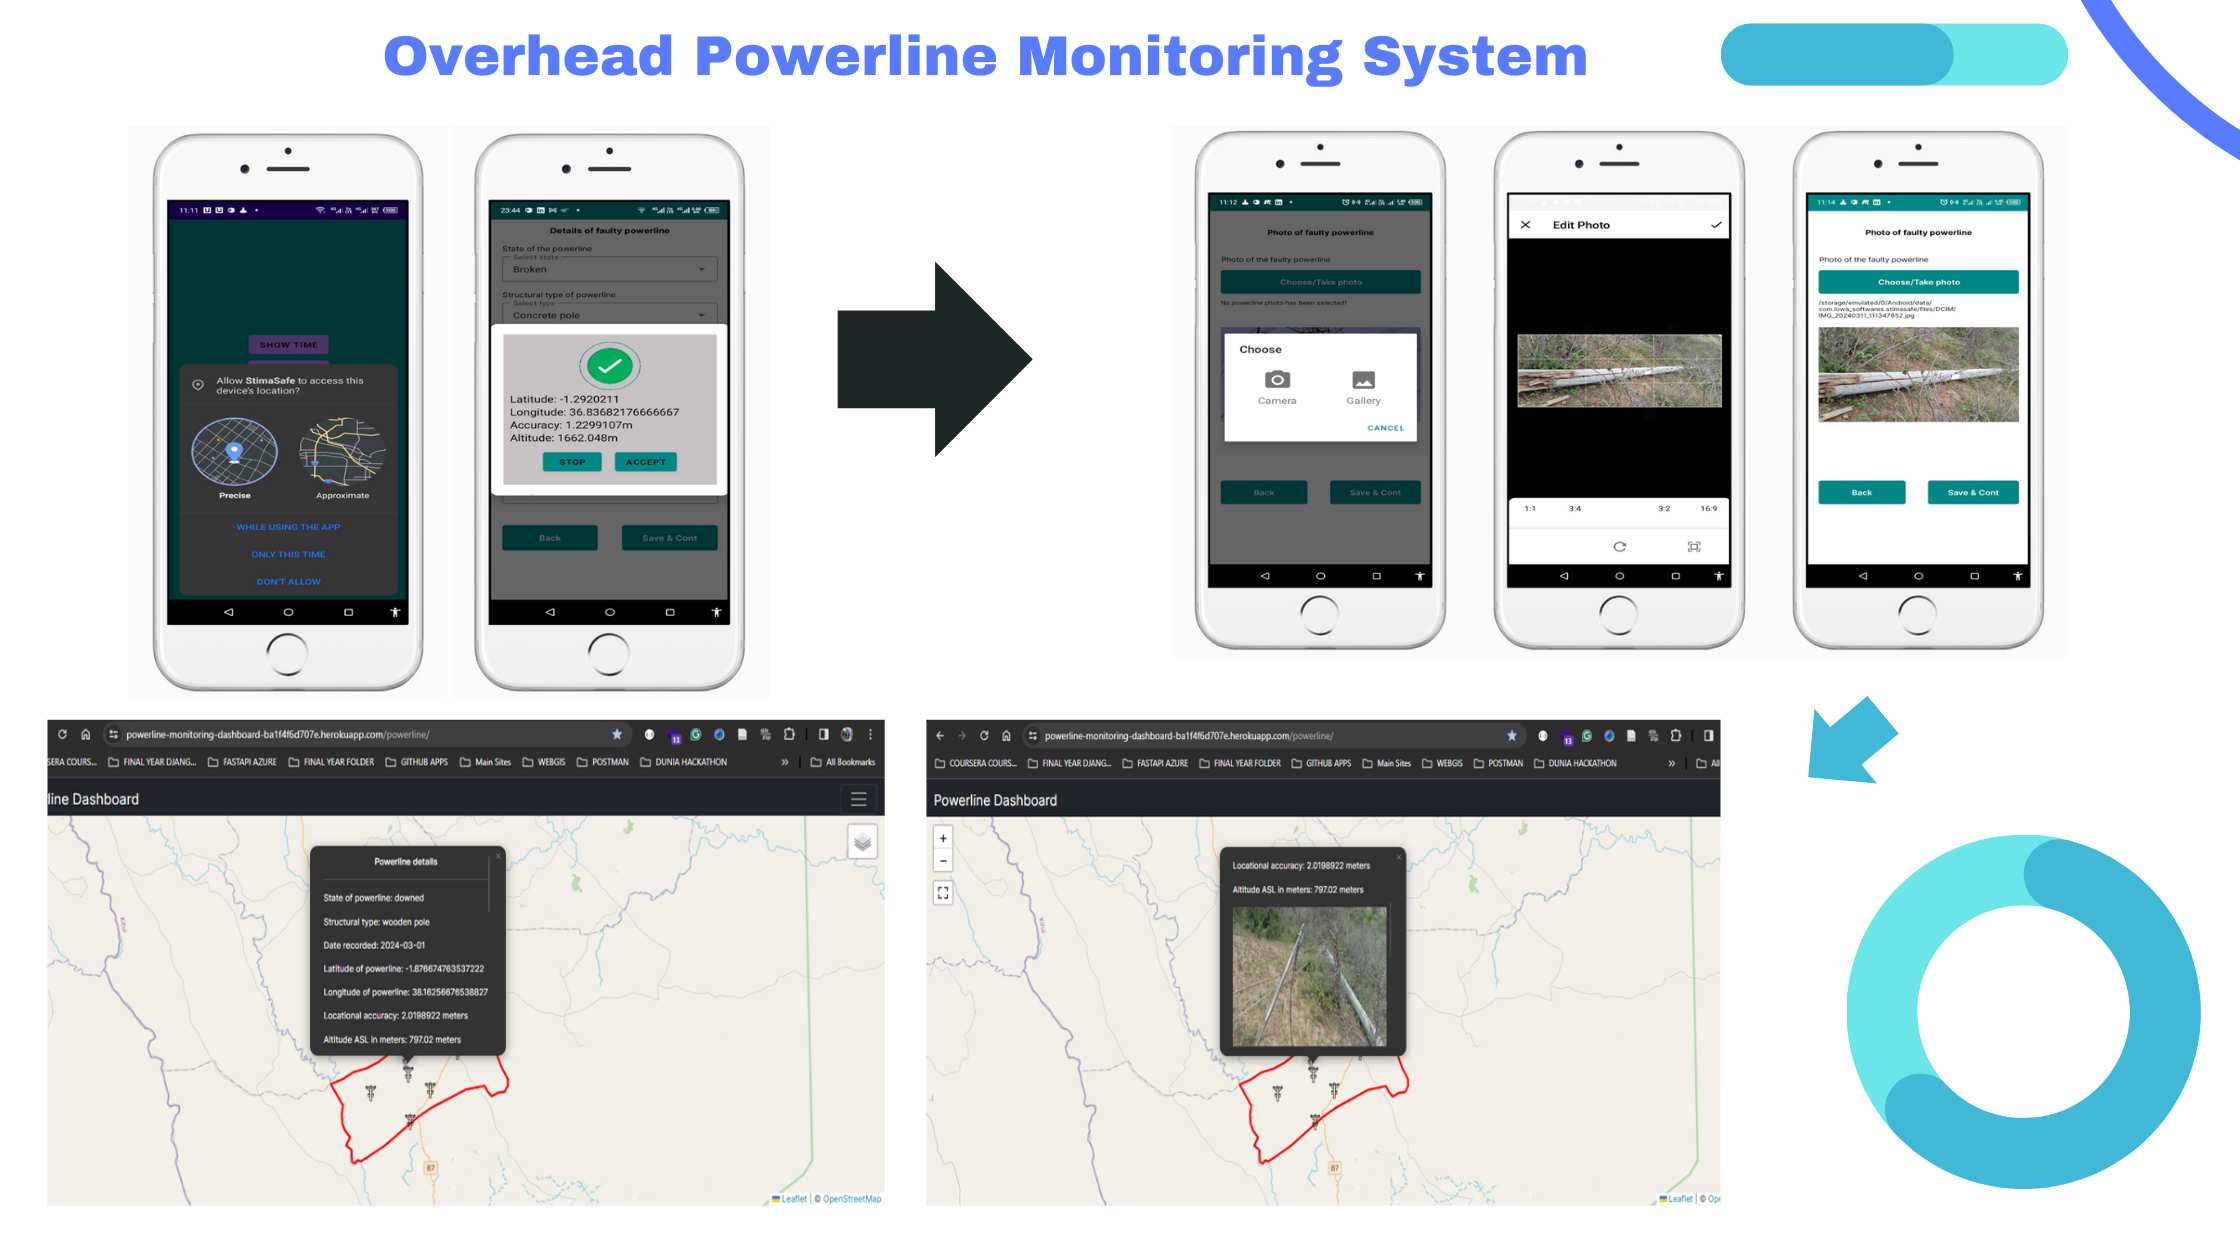 Overhead Powerline Monitoring System
11:11
SHOW TIME
Allow StimaSafe to access this
device's location?
Precise
Approximate
WHILE USING THE APP
ONLY THIS TIME
DON'T ALLOW
23:44
Details of faulty powerline
State of the powerline
Select state
Broken
Structural type of powerline
Select type
Concrete pole
Latitude: -1.2920211
Longitude: 36.83682176666667
Accuracy: 1.2299107m
Altitude: 1662.048m
STOP
ACCEPT
Back
Save & Cont
11:12
Photo of faulty powerline
Photo of the faulty powerline
Choose/Take photo
No powerline photo has been selected!
Choose
Camera
Gallery
CANCEL
Back
Save & Cont
Edit Photo
1:1
3:4
3:2
16:9
11:14
Photo of faulty powerline
Photo of the faulty powerline
Choose/Take photo
/storage/emulated/0/Android/data/
com.lowa_softwares.stimasafe/files/DCIM/
IMG_20240311_111347852.jpg
Back
Save & Cont
powerline-monitoring-dashboard-ba1f4f6d707e.herokuapp.com/powerline/
13
SERA COURS... FINAL YEAR DJANG... FASTAPI AZURE FINAL YEAR FOLDER GITHUB APPS Main Sites WEBGIS POSTMAN DUNIA HACKATHON » All Bookmarks
line Dashboard
Powerline details
State of powerline: downed
Structural type: wooden pole
Date recorded: 2024-03-01
Latitude of powerline: -1.876674763537222
Longitude of powerline: 38.16256676538827
Locational accuracy: 2.0198922 meters
Altitude ASL in meters: 797.02 meters
Kitui
B7
Leaflet | © OpenStreetMap
powerline-monitoring-dashboard-ba1f4f6d707e.herokuapp.com/powerline/
13
COURSERA COURS... FINAL YEAR DJANG... FASTAPI AZURE FINAL YEAR FOLDER GITHUB APPS Main Sites WEBGIS POSTMAN DUNIA HACKATHON » All
Powerline Dashboard
+
−
Locational accuracy: 2.0198922 meters
Altitude ASL in meters: 797.02 meters
Kitui
B7
Leaflet | © Ope